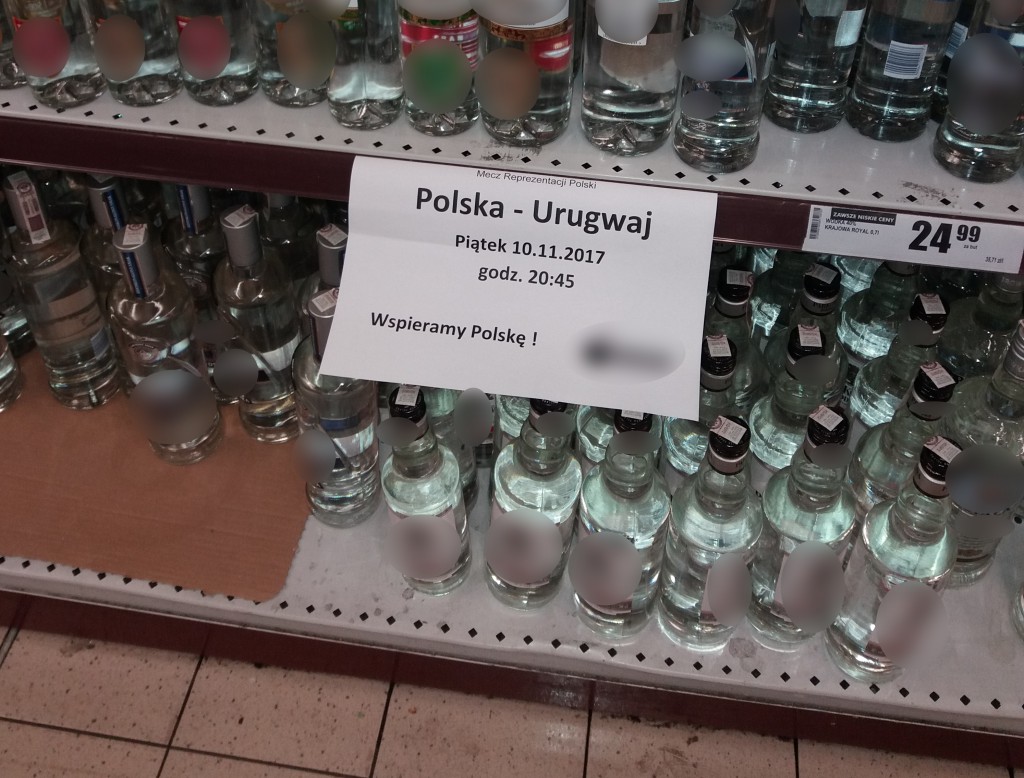 Mecz Reprezentacji Polski
Polska - Urugwaj
Piątek 10.11.2017
godz. 20:45
Wspieramy Polskę !
ZAWSZE NISKIE CENY
KRAJOWA ROYAL 0,7l
24 99